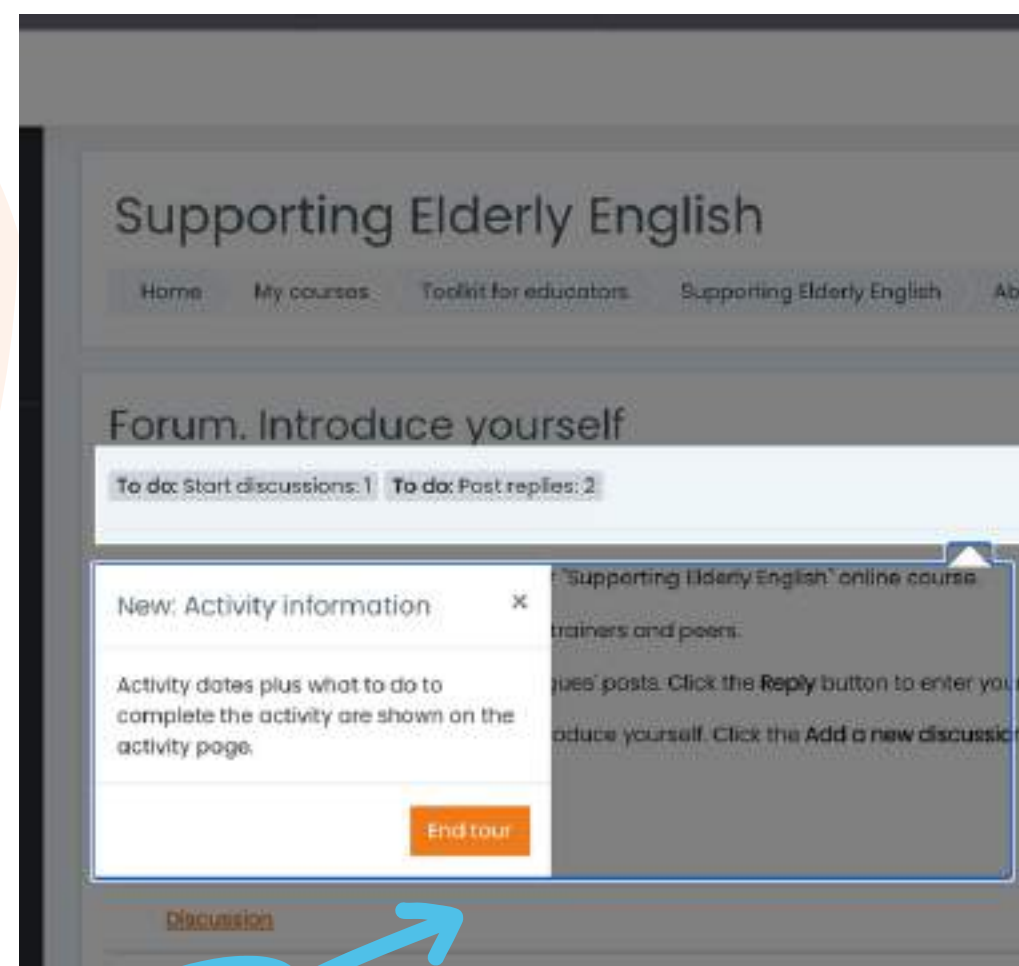 Supporting Elderly English
Home My courses Toolkit for educators Supporting Elderly English Ab
Forum. Introduce yourself
To do: Start discussions: 1 To do: Post replies: 2
"Supporting Elderly English" online course.
New: Activity information ×
trainers and peers.
Activity dates plus what to do to
posts. Click the Reply button to enter you
complete the activity are shown on the
activity page.
oduce yourself. Click the Add a new discussion
End tour
Discussion